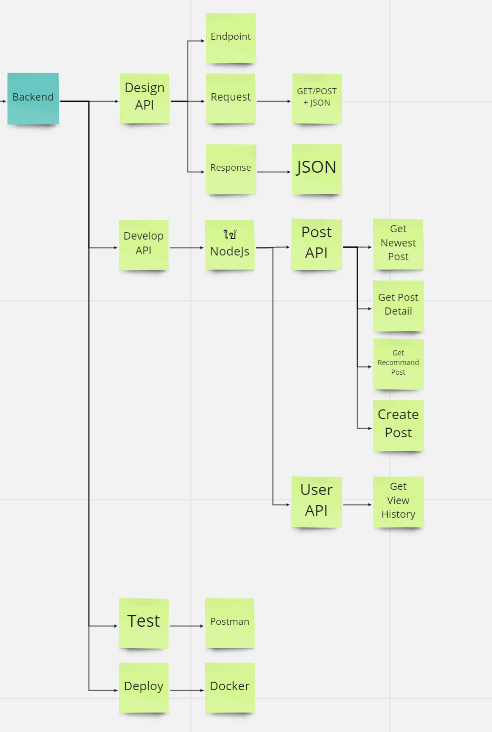 Backend
Design
API
Endpoint
Request
GET/POST
+ JSON
Response
JSON
Develop
API
ใช้
NodeJs
Post
API
Get
Newest
Post
Get Post
Detail
Get
Recommand
Post
Create
Post
User
API
Get
View
History
Test
Postman
Deploy
Docker